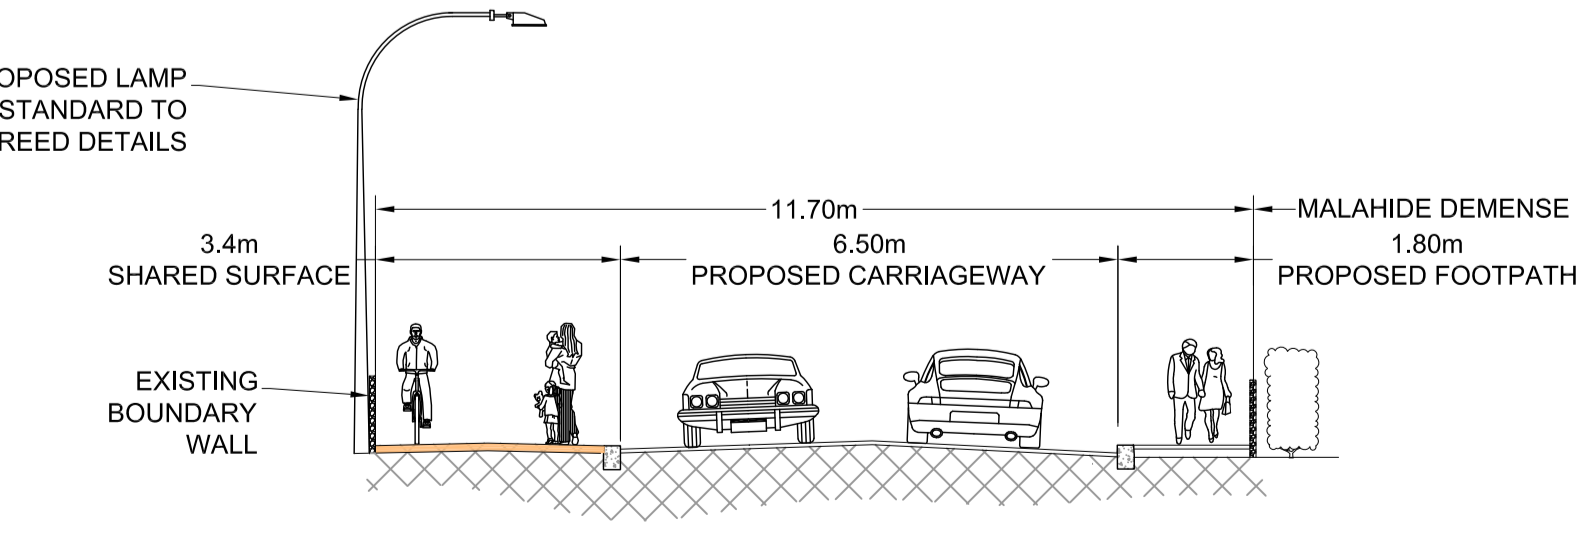 OPOSED LAMP
STANDARD TO
REED DETAILS
11.70m
MALAHIDE DEMENSE
3.4m
SHARED SURFACE
6.50m
PROPOSED CARRIAGEWAY
1.80m
PROPOSED FOOTPATH
EXISTING
BOUNDARY
WALL